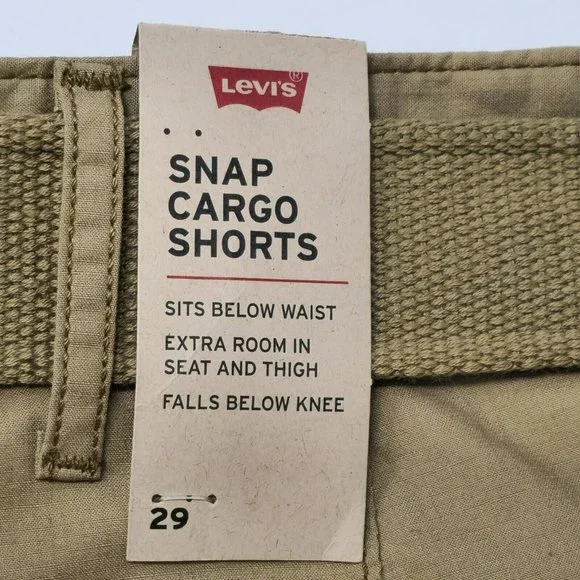 LEVI'S ®
SNAP
CARGO
SHORTS
SITS BELOW WAIST
EXTRA ROOM IN
SEAT AND THIGH
FALLS BELOW KNEE
29